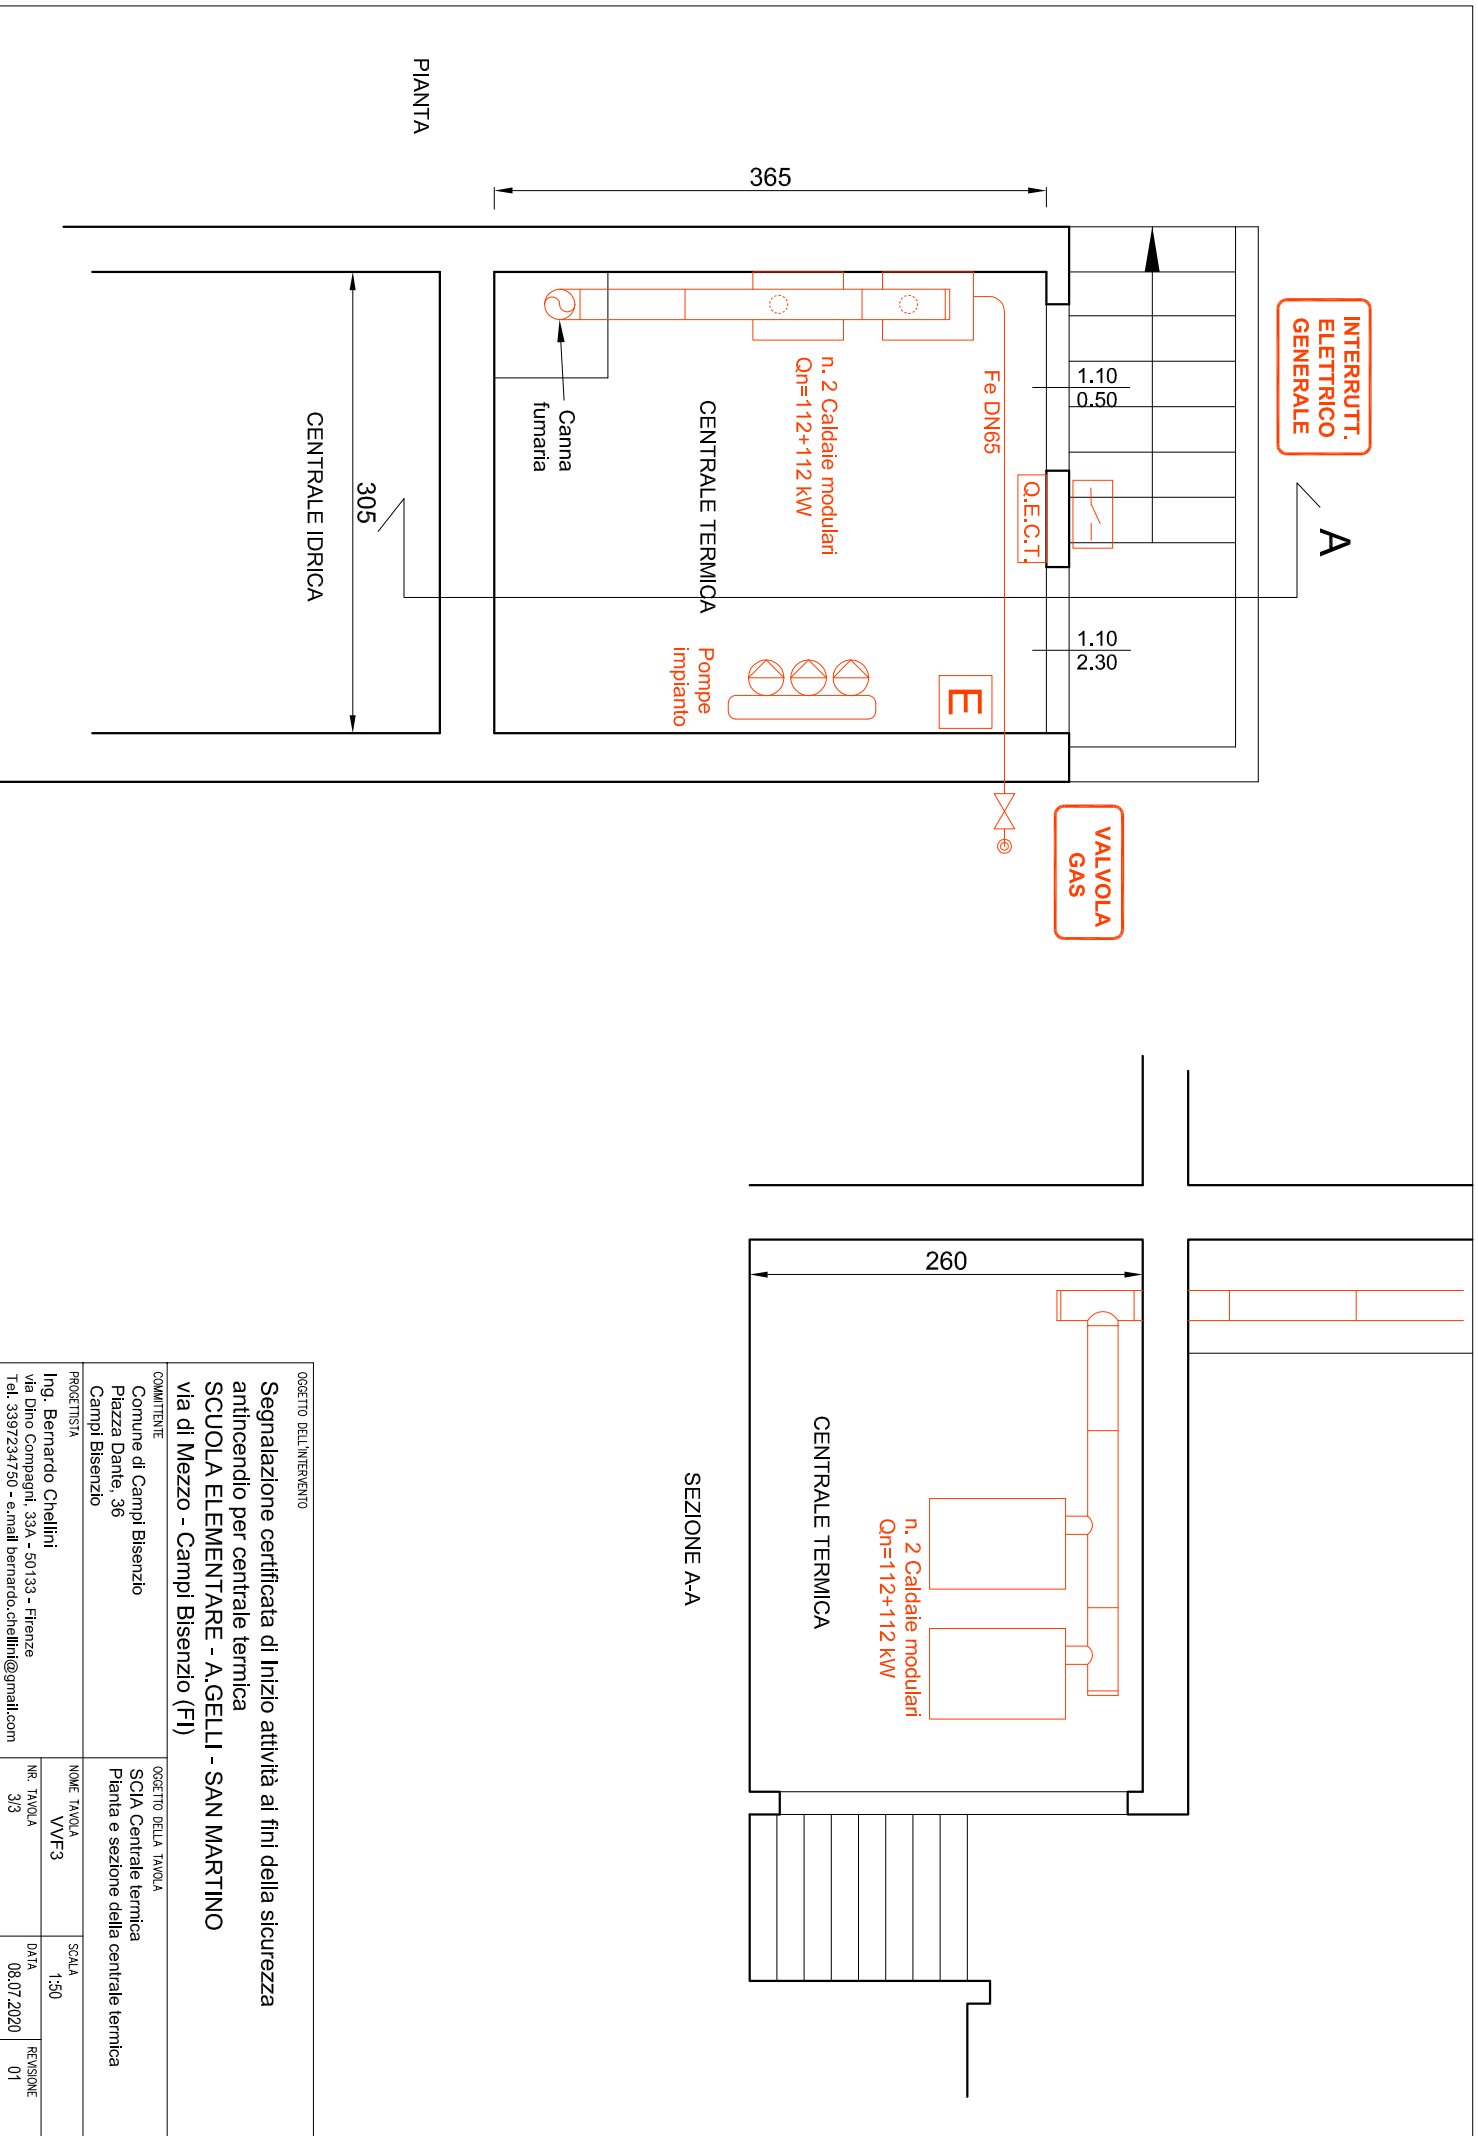 PIANTA
365
INTERRUTT.
ELETTRICO
GENERALE
A
1.10
0.50
1.10
2.30
Q.E.C.T.
Fe DN65
n. 2 Caldaie modulari
Qn=112+112 kW
CENTRALE TERMICA
Canna
fumaria
Pompe
impianto
E
VALVOLA
GAS
305
CENTRALE IDRICA
260
n. 2 Caldaie modulari
Qn=112+112 kW
CENTRALE TERMICA
SEZIONE A-A
OGGETTO DELL'INTERVENTO
Segnalazione certificata di Inizio attività ai fini della sicurezza
antincendio per centrale termica
SCUOLA ELEMENTARE - A.GELLI - SAN MARTINO
via di Mezzo - Campi Bisenzio (FI)
COMMITTENTE
Comune di Campi Bisenzio
Piazza Dante, 36
Campi Bisenzio
OGGETTO DELLA TAVOLA
SCIA Centrale termica
Pianta e sezione della centrale termica
PROGETTISTA
Ing. Bernardo Chellini
via Dino Compagni, 33A - 50133 - Firenze
Tel. 3397234750 - e.mail bernardo.chellini@gmail.com
NOME TAVOLA
VVF3
SCALA
1:50
NR. TAVOLA
3/3
DATA
08.07.2020
REVISIONE
01